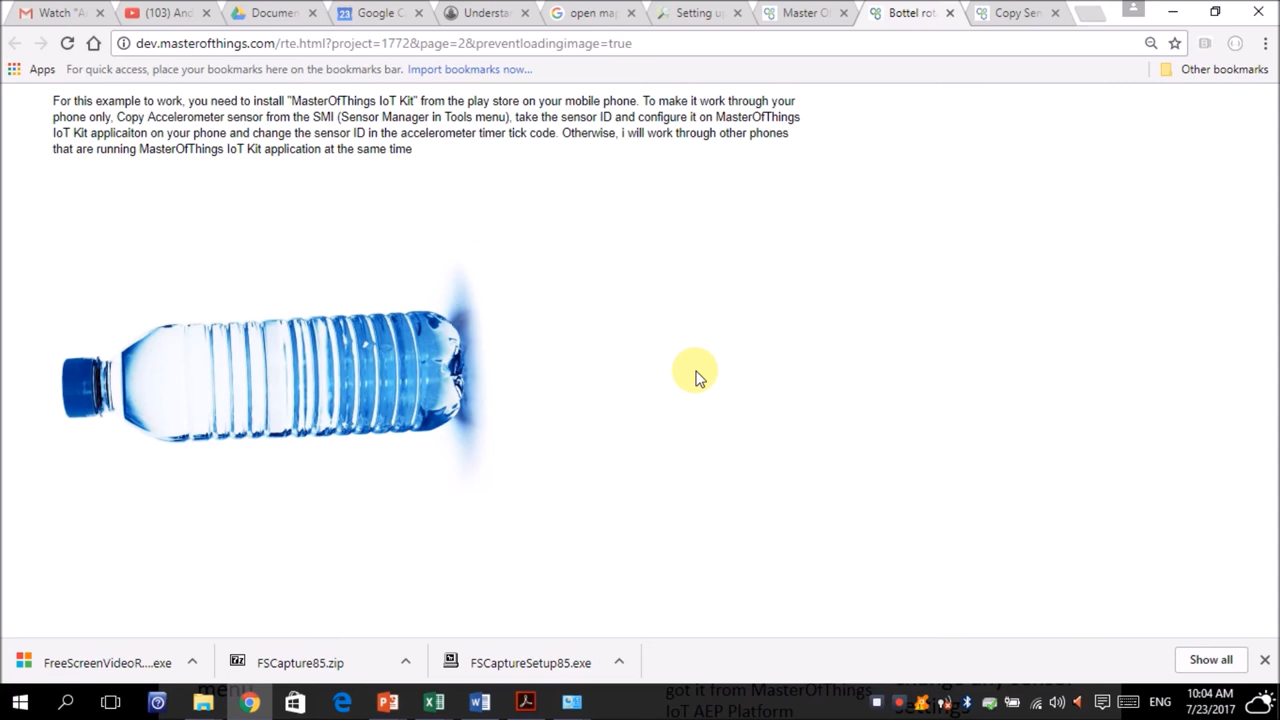 Watch "A
(103) And
Documen
Google C
Understa
open ma
Setting u
Master O
Bottel rot
Copy Sen
dev.masterofthings.com/rte.html?project=1772&page=2&preventloadingimage=true
Apps For quick access, place your bookmarks here on the bookmarks bar. Import bookmarks now... Other bookmarks
For this example to work, you need to install "MasterOfThings IoT Kit" from the play store on your mobile phone. To make it work through your
phone only, Copy Accelerometer sensor from the SMI (Sensor Manager in Tools menu), take the sensor ID and configure it on MasterOfThings
IoT Kit applicaiton on your phone and change the sensor ID in the accelerometer timer tick code. Otherwise, i will work through other phones
that are running MasterOfThings IoT Kit application at the same time
FreeScreenVideoR....exe
FSCapture85.zip
FSCaptureSetup85.exe
Show all
menu
got it from MasterOfThings
IoT AEP Platform
settings
ENG
10:04 AM
7/23/2017